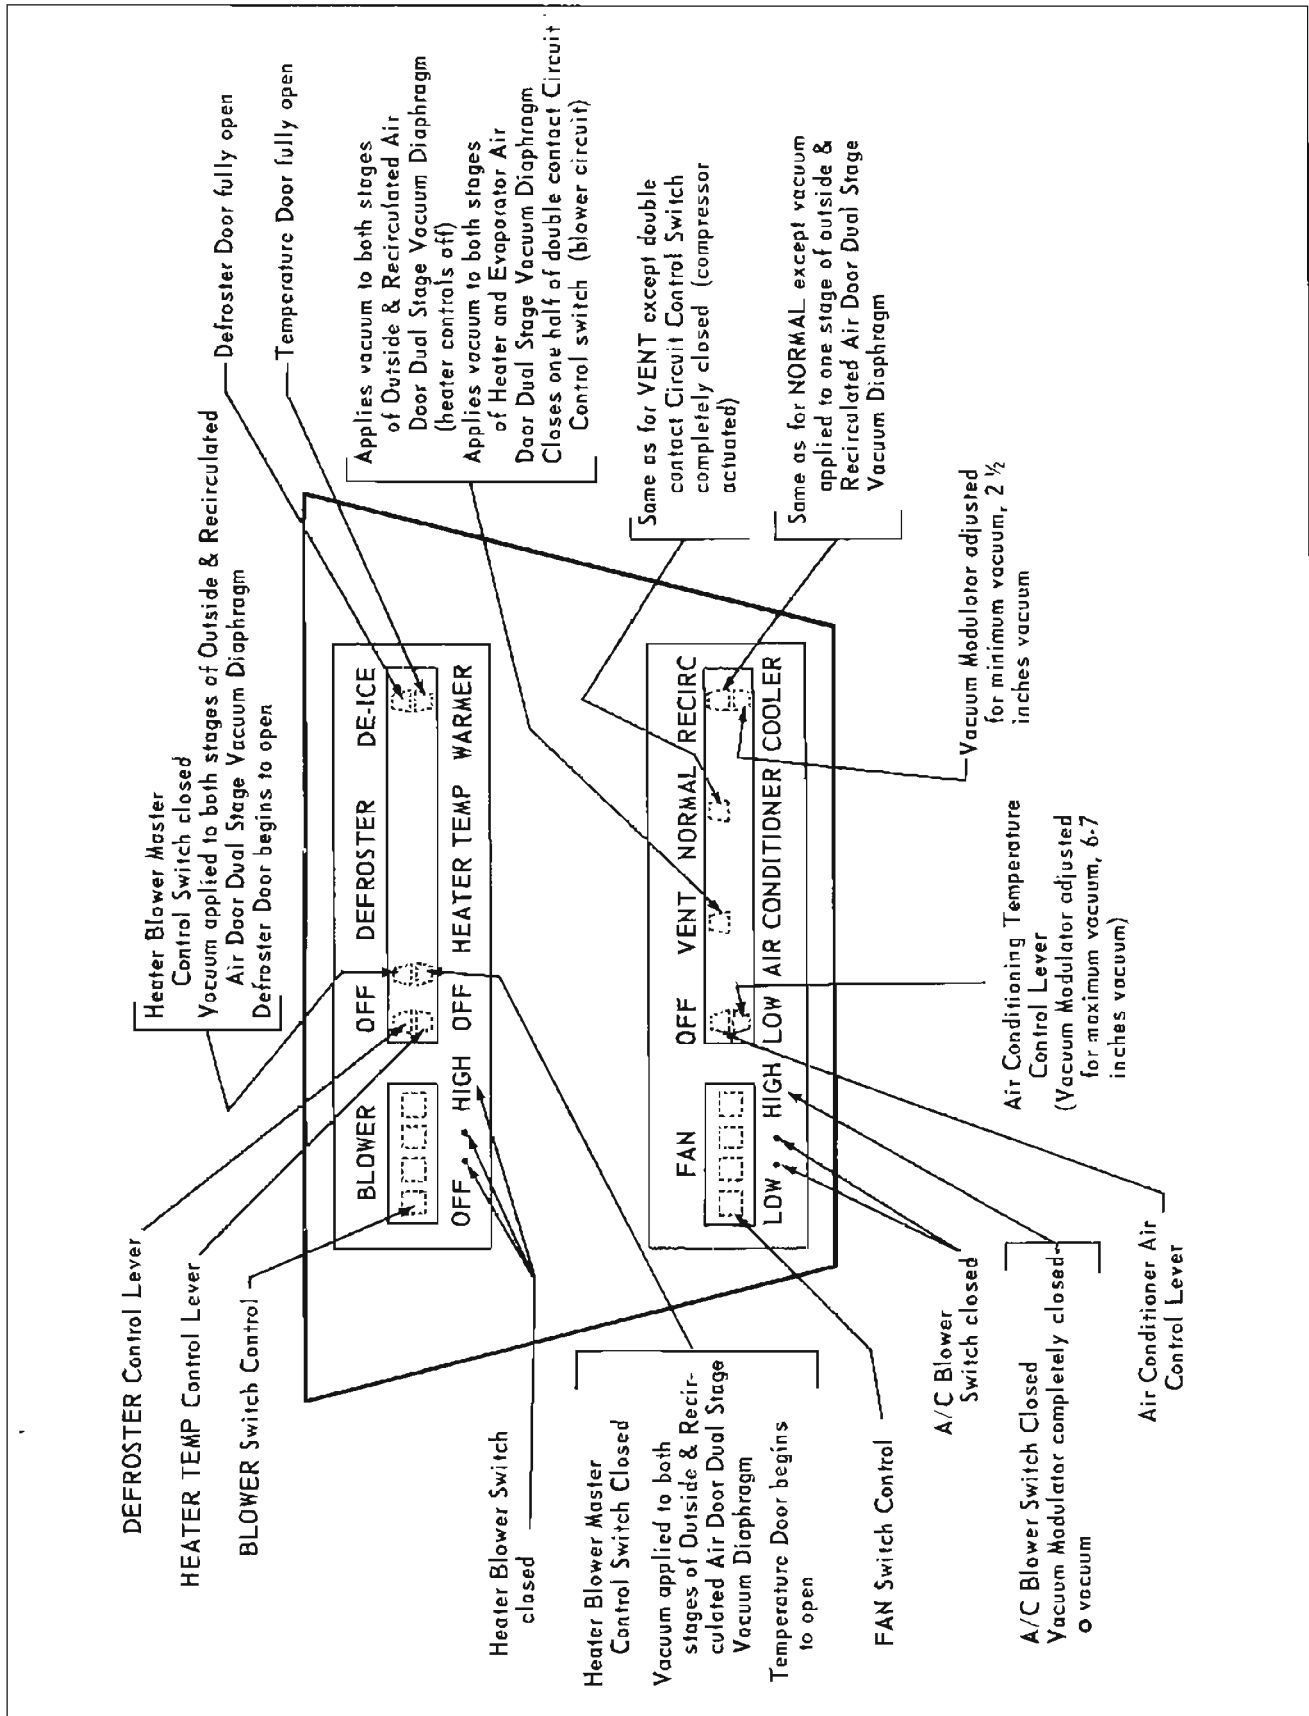 DEFROSTER Control Lever
HEATER TEMP Control Lever
BLOWER Switch Control
Heater Blower Master
Control Switch closed
Vacuum applied to both stages of Outside & Recirculated
Air Door Dual Stage Vacuum Diaphragm
Defroster Door begins to open
Defroster Door fully open
Temperature Door fully open
Applies vacuum to both stages
of Outside & Recirculated Air
Door Dual Stage Vacuum Diaphragm
(heater controls off)
Applies vacuum to both stages
of Heater and Evaporator Air
Door Dual Stage Vacuum Diaphragm
Closes one half of double contact Circuit
Control switch (blower circuit)
Same as for VENT except double
contact Circuit Control Switch
completely closed (compressor
actuated)
Same as for NORMAL except vacuum
applied to one stage of outside &
Recirculated Air Door Dual Stage
Vacuum Diaphragm
BLOWER OFF DEFROSTER DE-ICE
OFF HIGH OFF HEATER TEMP WARMER
FAN OFF VENT NORMAL RECIRC
LOW HIGH LOW AIR CONDITIONER COOLER
Heater Blower Switch
closed
Heater Blower Master
Control Switch Closed
Vacuum applied to both
stages of Outside & Recir-
culated Air Door Dual Stage
Vacuum Diaphragm
Temperature Door begins
to open
FAN Switch Control
A/C Blower
Switch closed
A/C Blower Switch Closed
Vacuum Modulator completely closed-
o vacuum
Air Conditioner Air
Control Lever
Air Conditioning Temperature
Control Lever
(Vacuum Modulator adjusted
for maximum vacuum, 6-7
inches vacuum)
Vacuum Modulator adjusted
for minimum vacuum, 2 ½
inches vacuum